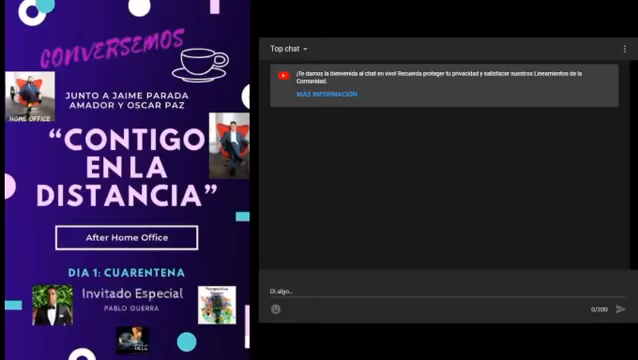 CONVERSEMOS
JUNTO A JAIME PARADA
AMADOR Y OSCAR PAZ
HOME OFFICE
"CONTIGO
EN LA
DISTANCIA"
After Home Office
DIA 1: CUARENTENA
Invitado Especial
PABLO GUERRA
Top chat
¡Te damos la bienvenida al chat en vivo! Recuerda proteger tu privacidad y satisfacer nuestros Lineamientos de la
Comunidad.
MÁS INFORMACIÓN
Di algo...
0/200